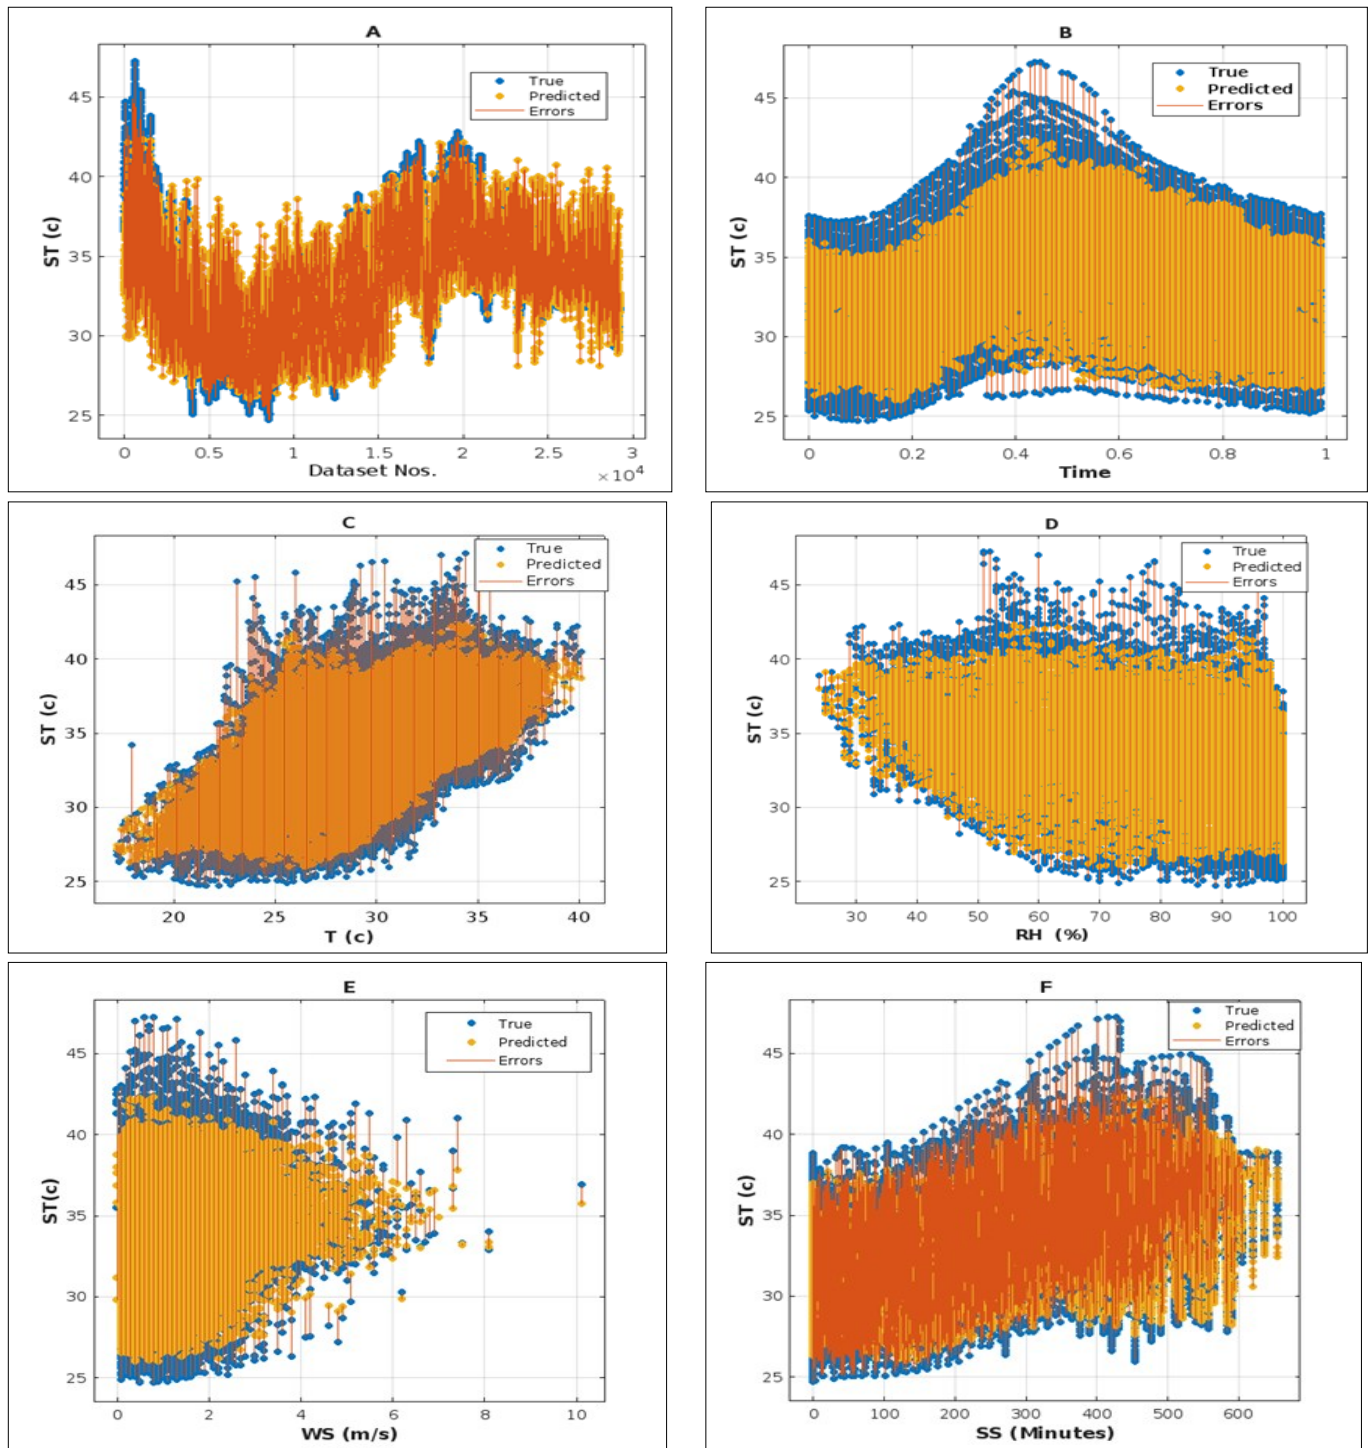 A
True
Predicted
Errors
45
40
35
30
25
ST (c)
0 0.5 1 1.5 2 2.5 3
Dataset Nos.
×10⁴
B
True
Predicted
Errors
45
40
35
30
25
ST (c)
0 0.2 0.4 0.6 0.8 1
Time
C
True
Predicted
Errors
45
40
35
30
25
ST (c)
20 25 30 35 40
T (c)
D
True
Predicted
Errors
45
40
35
30
25
ST (c)
30 40 50 60 70 80 90 100
RH (%)
E
True
Predicted
Errors
45
40
35
30
25
ST(c)
0 2 4 6 8 10
WS (m/s)
F
True
Predicted
Errors
45
40
35
30
25
ST (c)
0 100 200 300 400 500 600
SS (Minutes)